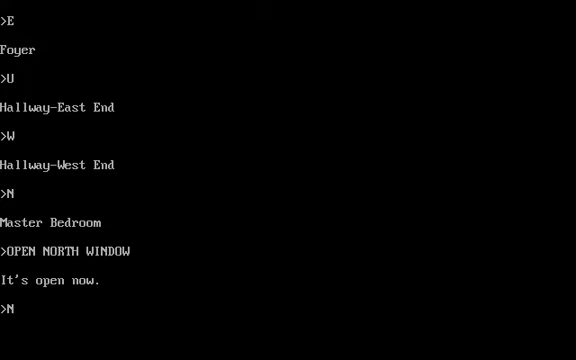 >E
Foyer
>U
Hallway-East End
>W
Hallway-West End
>N
Master Bedroom
>OPEN NORTH WINDOW
It's open now.
>N